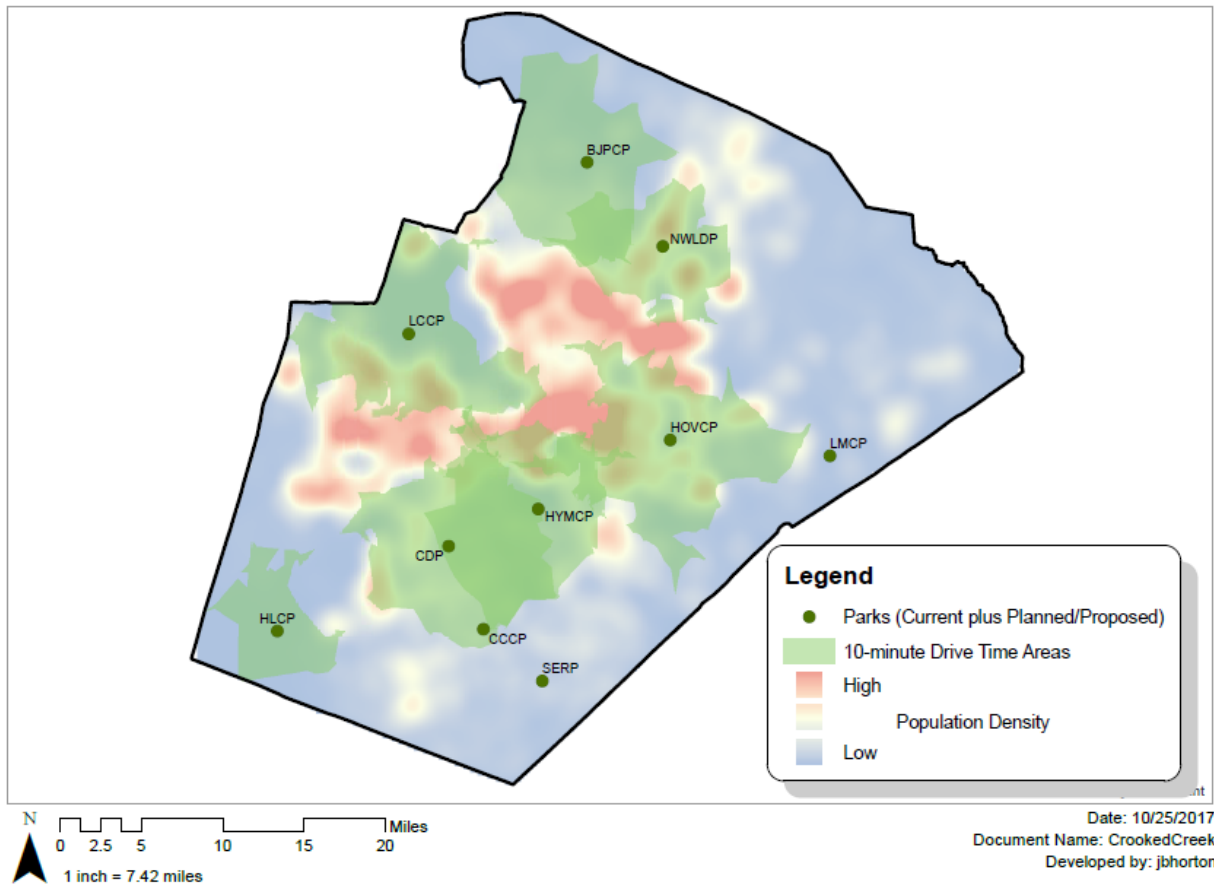 BJPCP
NWLDP
LCCP
HOVCP
LMCP
HYMCP
CDP
HLCP
CCCP
SERP
Legend
Parks (Current plus Planned/Proposed)
10-minute Drive Time Areas
High
Population Density
Low
nt
N
Miles
0 2.5 5 10 15 20
1 inch = 7.42 miles
Date: 10/25/2017
Document Name: CrookedCreek
Developed by: jbhorton